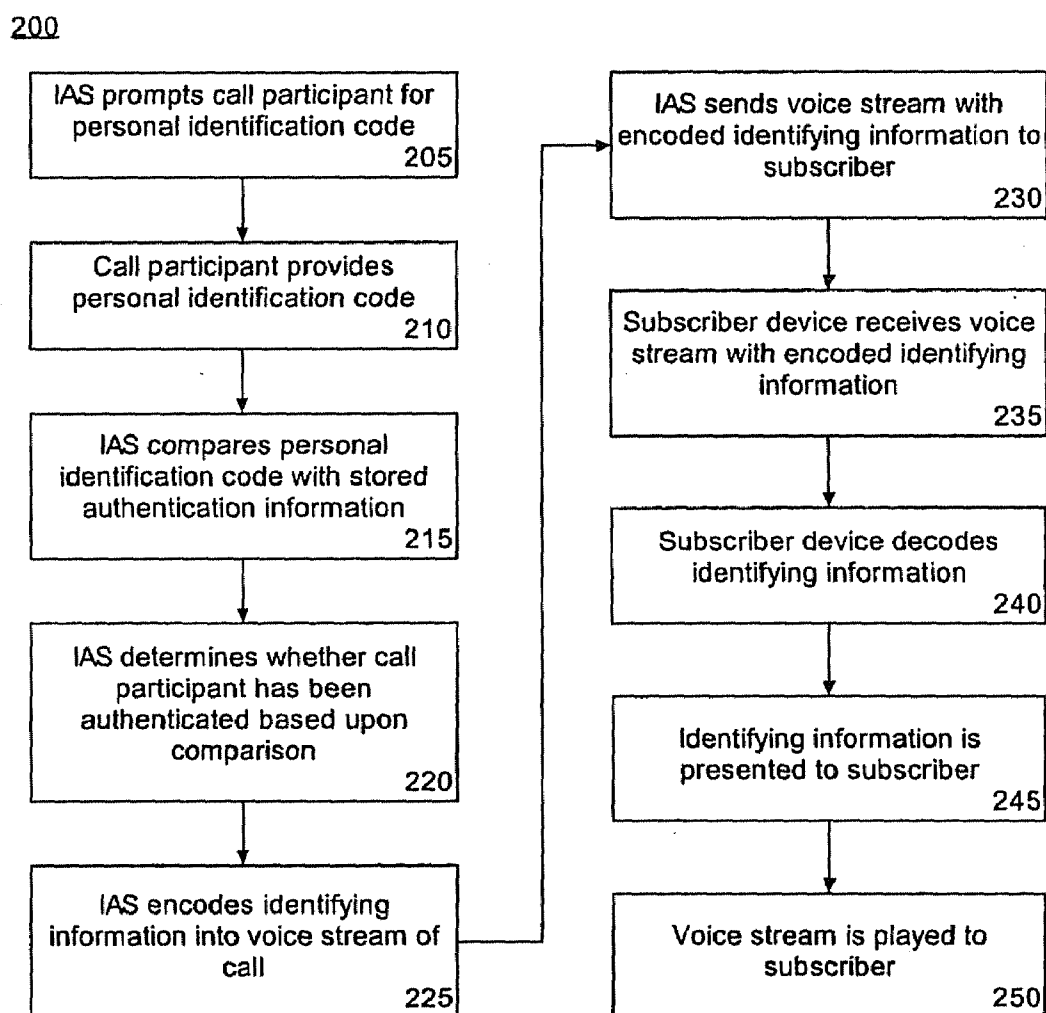 200
IAS prompts call participant for
personal identification code
205
Call participant provides
personal identification code
210
IAS compares personal
identification code with stored
authentication information
215
IAS determines whether call
participant has been
authenticated based upon
comparison
220
IAS encodes identifying
information into voice stream of
call
225
IAS sends voice stream with
encoded identifying information to
subscriber
230
Subscriber device receives voice
stream with encoded identifying
information
235
Subscriber device decodes
identifying information
240
Identifying information is
presented to subscriber
245
Voice stream is played to
subscriber
250